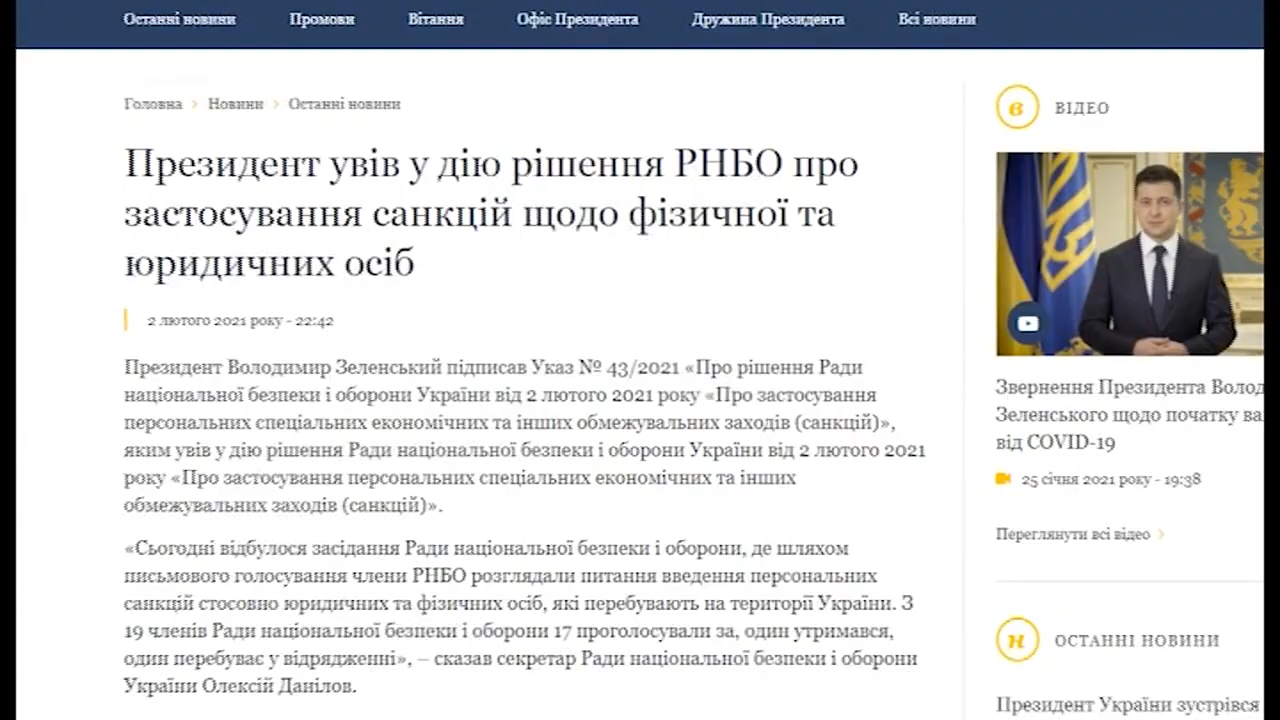 Останні новини Промови Вітання Офіс Президента Дружина Президента Всі новини
Головна > Новини > Останні новини
Президент увів у дію рішення РНБО про
застосування санкцій щодо фізичної та
юридичних осіб
2 лютого 2021 року - 22:42
Президент Володимир Зеленський підписав Указ № 43/2021 «Про рішення Ради
національної безпеки і оборони України від 2 лютого 2021 року «Про застосування
персональних спеціальних економічних та інших обмежувальних заходів (санкцій)»,
яким увів у дію рішення Ради національної безпеки і оборони України від 2 лютого 2021
року «Про застосування персональних спеціальних економічних та інших
обмежувальних заходів (санкцій)».
«Сьогодні відбулося засідання Ради національної безпеки і оборони, де шляхом
письмового голосування члени РНБО розглядали питання введення персональних
санкцій стосовно юридичних та фізичних осіб, які перебувають на території України. З
19 членів Ради національної безпеки і оборони 17 проголосували за, один утримався,
один перебуває у відрядженні», – сказав секретар Ради національної безпеки і оборони
України Олексій Данілов.
в ВІДЕО
Звернення Президента Волод
Зеленського щодо початку ва
від COVID-19
25 січня 2021 року - 19:38
Переглянути всі відео >
н ОСТАННІ НОВИНИ
Президент України зустрівся